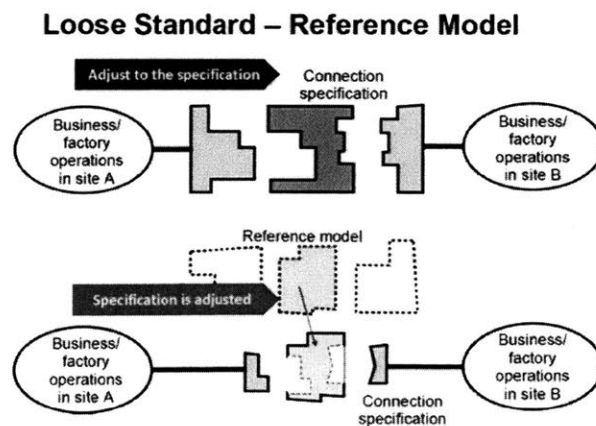 Loose Standard – Reference Model
Adjust to the specification
Connection
specification
Business/
factory
operations
in site A
Business/
factory
operations
in site B
Reference model
Specification is adjusted
Business/
factory
operations
in site A
Business/
factory
operations
in site B
Connection
specification